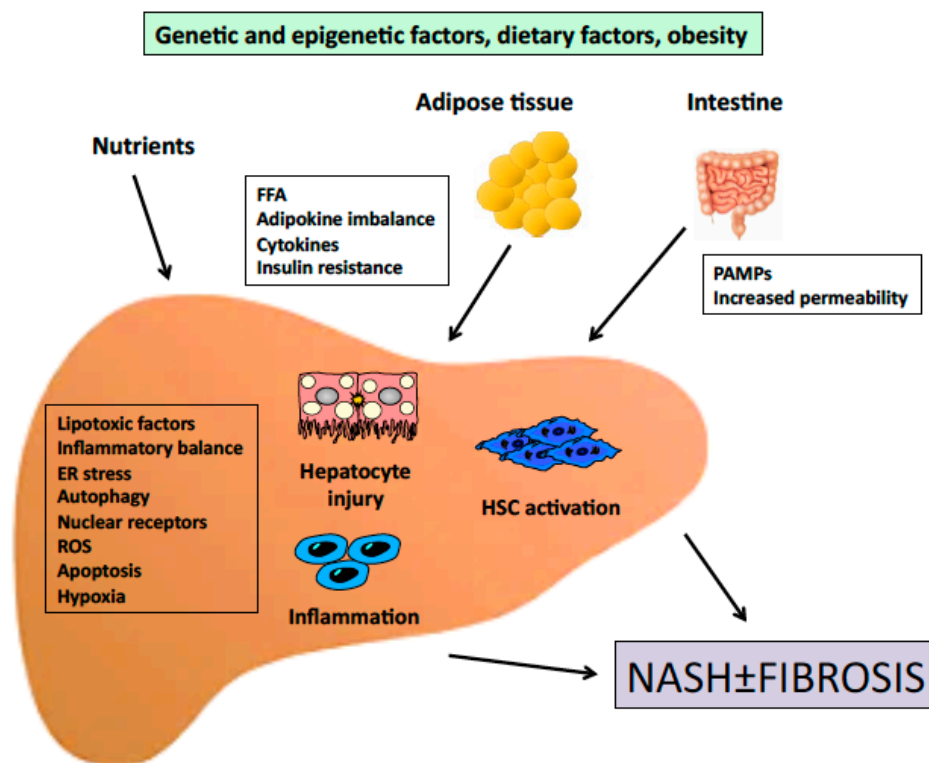 Genetic and epigenetic factors, dietary factors, obesity
Adipose tissue
Intestine
Nutrients
FFA
Adipokine imbalance
Cytokines
Insulin resistance
PAMPs
Increased permeability
Lipotoxic factors
Inflammatory balance
ER stress
Autophagy
Nuclear receptors
ROS
Apoptosis
Hypoxia
Hepatocyte
injury
HSC activation
Inflammation
NASH±FIBROSIS